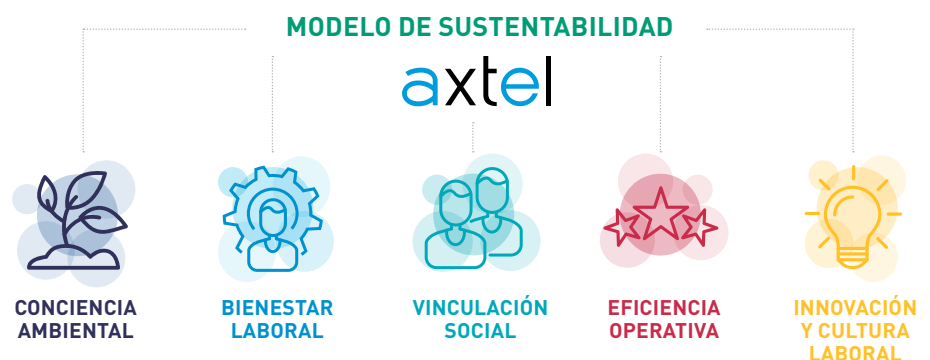 MODELO DE SUSTENTABILIDAD
axtel
CONCIENCIA
AMBIENTAL
BIENESTAR
LABORAL
VINCULACIÓN
SOCIAL
EFICIENCIA
OPERATIVA
INNOVACIÓN
Y CULTURA
LABORAL